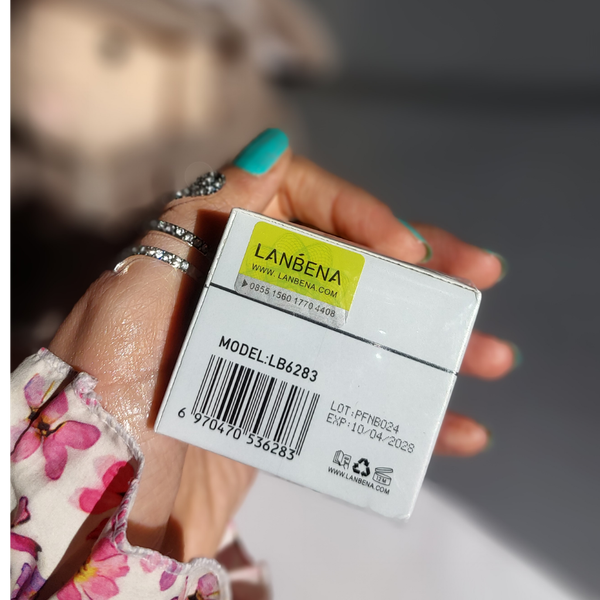 LANBENA
WWW. LANBENA.COM
0855 1560 1770 4408
MODEL:LB6283
6 970470 536283
LOT:PFNB024
EXP:10/04/2028
12M
WWW.LANBENA.COM